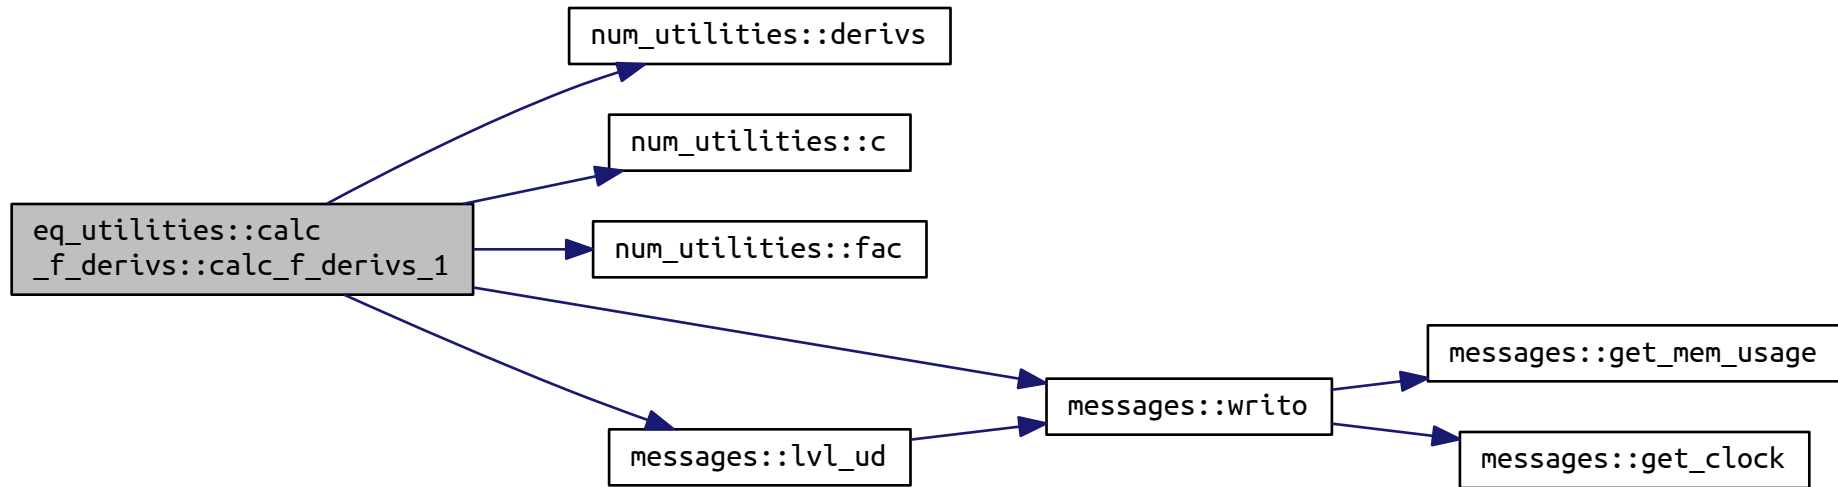 num_utilities::derivs
num_utilities::c
eq_utilities::calc
_f_derivs::calc_f_derivs_1
num_utilities::fac
messages::get_mem_usage
messages::writo
messages::lvl_ud
messages::get_clock